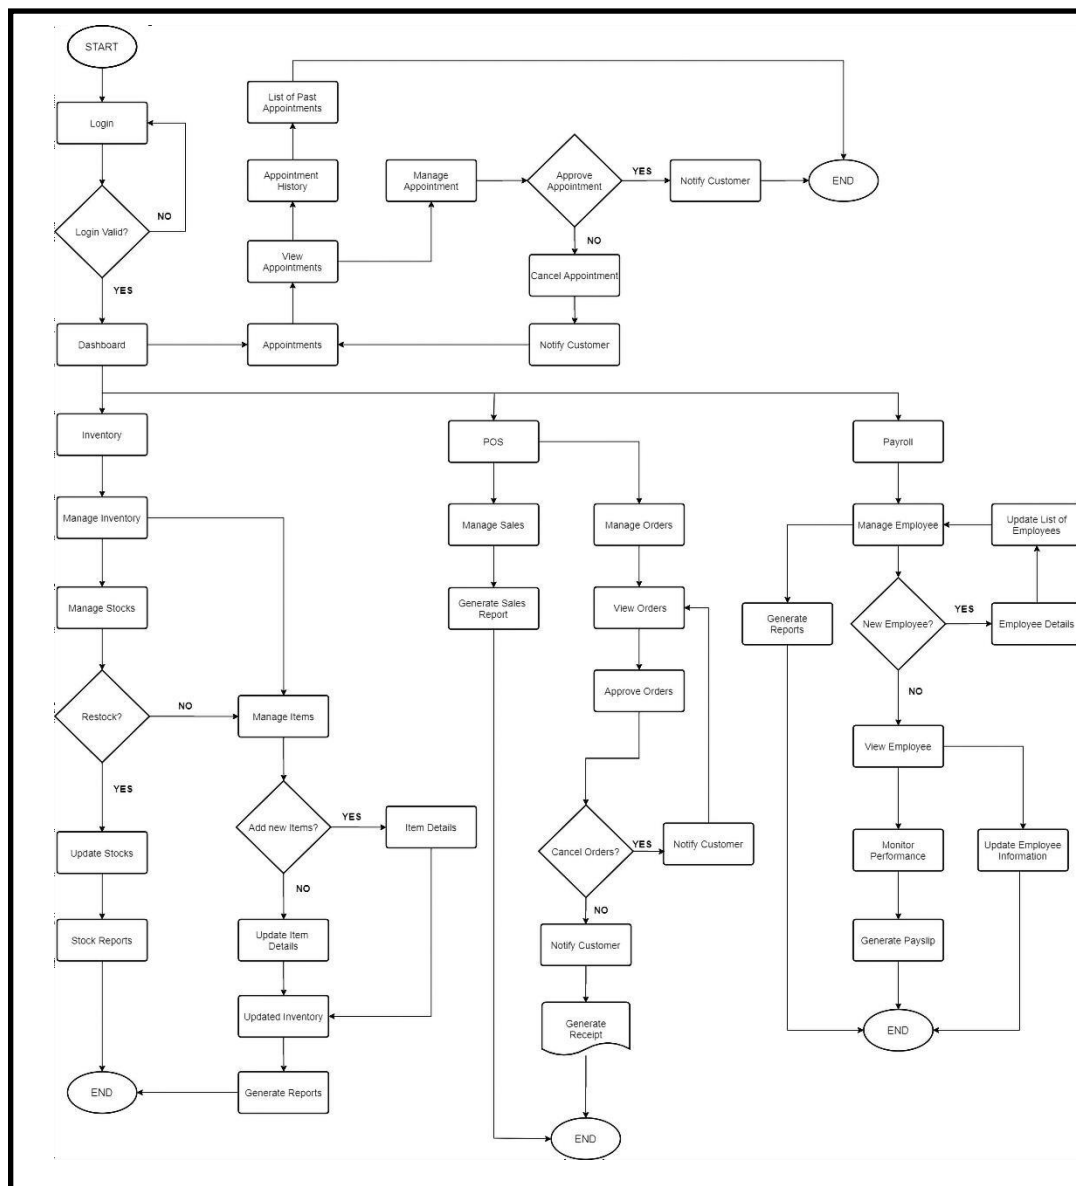 START
Login
Login Valid?
NO
YES
Dashboard
List of Past
Appointments
Appointment
History
View
Appointments
Appointments
Manage
Appointment
Approve
Appointment
YES
Notify Customer
END
NO
Cancel Appointment
Notify Customer
Inventory
Manage Inventory
Manage Stocks
Restock?
NO
YES
Update Stocks
Stock Reports
END
Manage Items
Add new Items?
YES
Item Details
NO
Update Item
Details
Updated Inventory
Generate Reports
POS
Manage Sales
Generate Sales
Report
Manage Orders
View Orders
Approve Orders
Cancel Orders?
YES
Notify Customer
NO
Notify Customer
Generate
Receipt
END
Payroll
Manage Employee
Update List of
Employees
Generate
Reports
New Employee?
YES
Employee Details
NO
View Employee
Monitor
Performance
Update Employee
Information
Generate Payslip
END